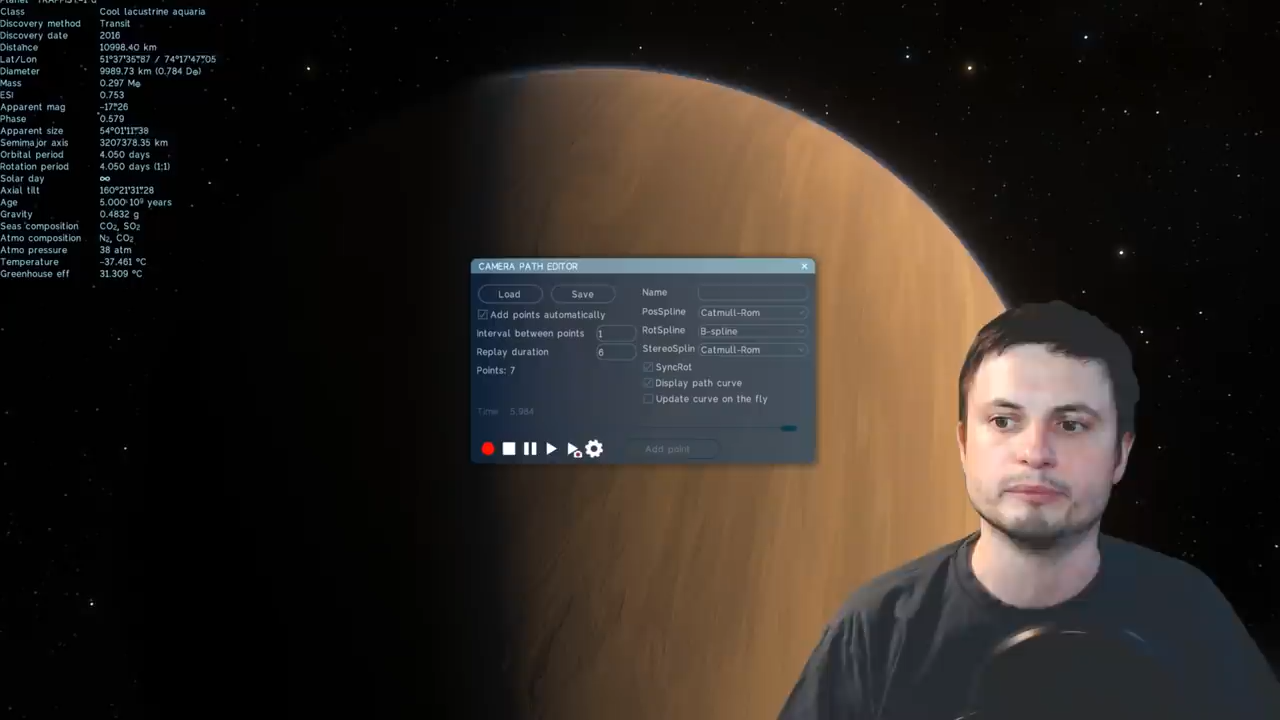 Planet TRAPPIST-1 d
Class Cool lacustrine aquaria
Discovery method Transit
Discovery date 2016
Distance 10998.40 km
Lat/Lon 51°37'35."87 / 74°17'47."05
Diameter 9989.73 km (0.784 D⊕)
Mass 0.297 M⊕
ESI 0.753
Apparent mag -17.m26
Phase 0.579
Apparent size 54°01'11."38
Semimajor axis 3207378.35 km
Orbital period 4.050 days
Rotation period 4.050 days (1:1)
Solar day ∞
Axial tilt 160°21'31."28
Age 5.000·10⁹ years
Gravity 0.4832 g
Seas composition CO₂, SO₂
Atmo composition N₂, CO₂
Atmo pressure 38 atm
Temperature -37.461 °C
Greenhouse eff 31.309 °C
CAMERA PATH EDITOR ×
Load Save
Add points automatically
Interval between points 1
Replay duration 6
Points: 7
Time 5.984
Name
PosSpline Catmull-Rom
RotSpline B-spline
StereoSplin Catmull-Rom
SyncRot
Display path curve
Update curve on the fly
Add point